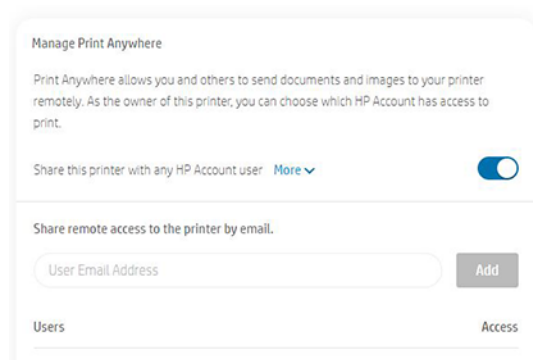 Manage Print Anywhere
Print Anywhere allows you and others to send documents and images to your printer
remotely. As the owner of this printer, you can choose which HP Account has access to
print.
Share this printer with any HP Account user More
Share remote access to the printer by email.
User Email Address Add
Users Access